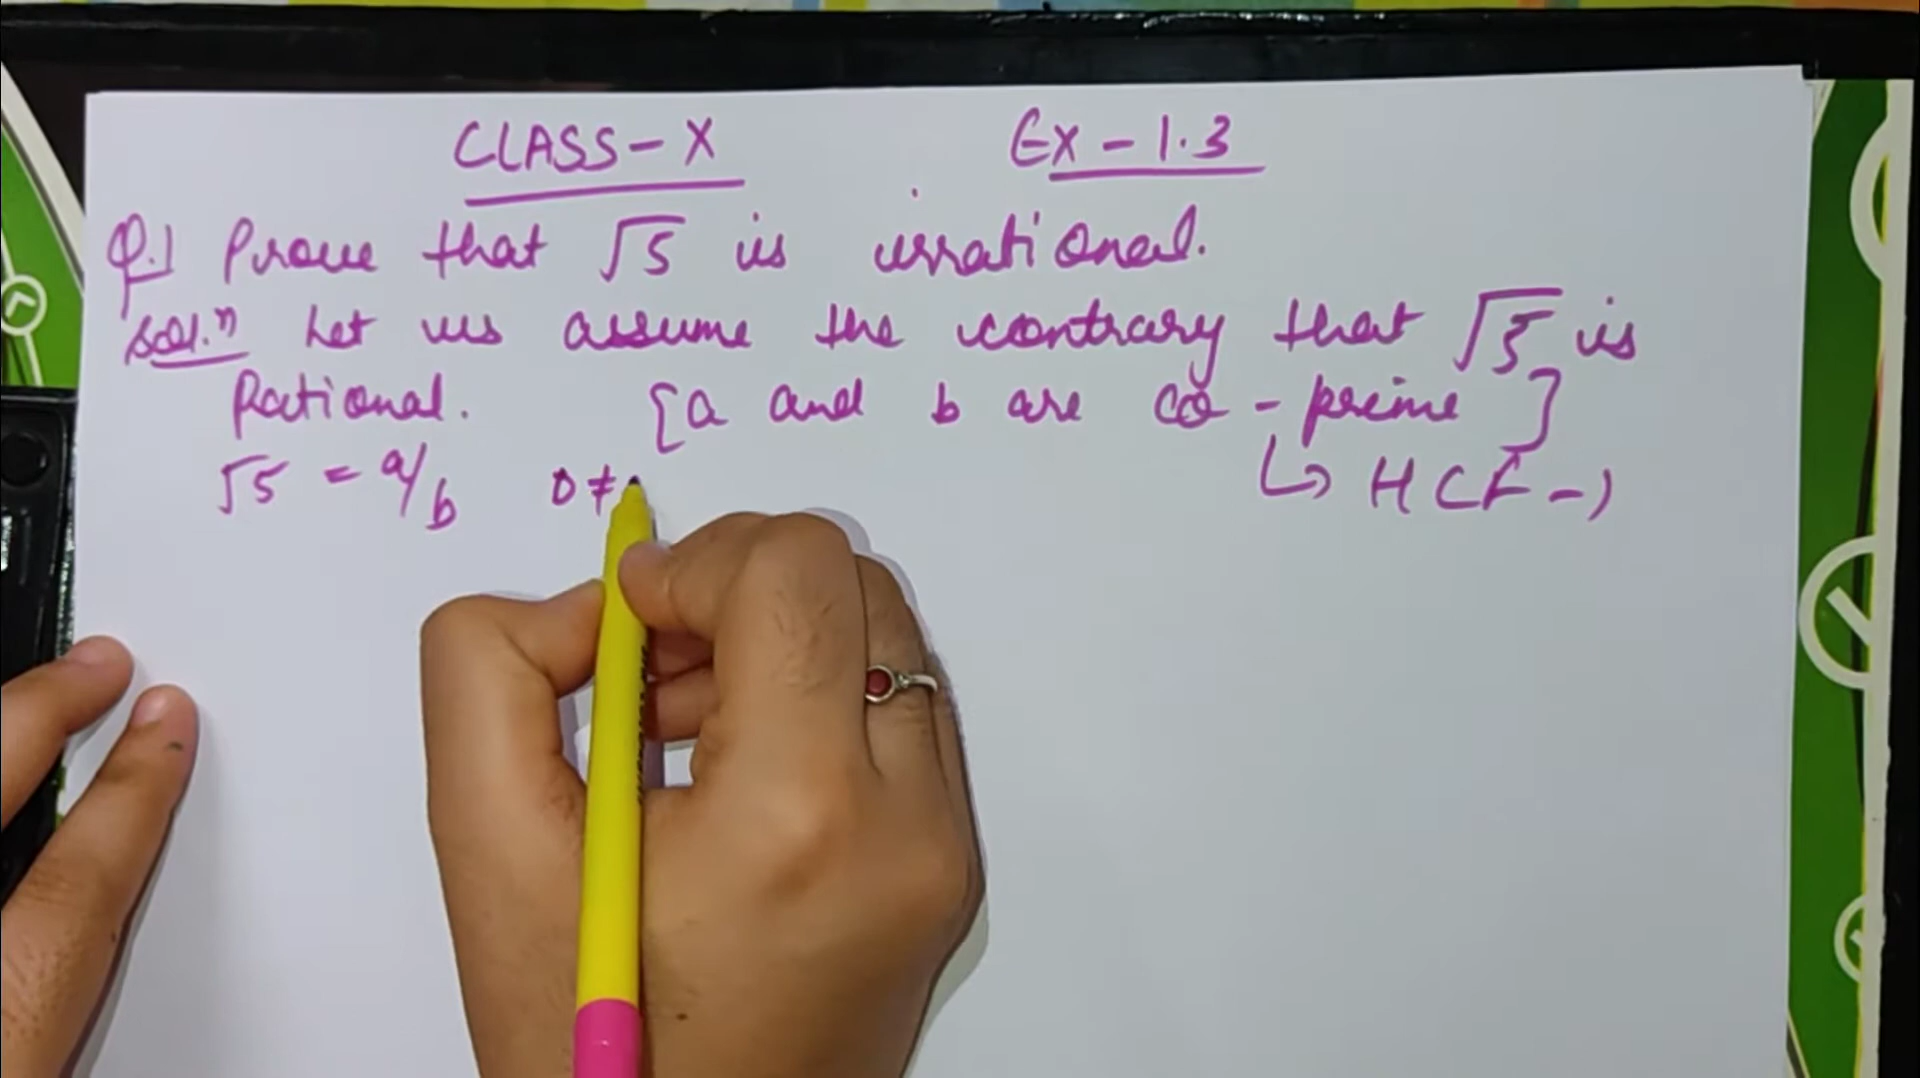 CLASS-X Ex-1.3
Q.1 Prove that √5 is irrational.
Sol.ⁿ Let us assume the contrary that √5 is
Rational. [a and b are co-prime]
√5 = a/b b ≠ ↳ HCF-1